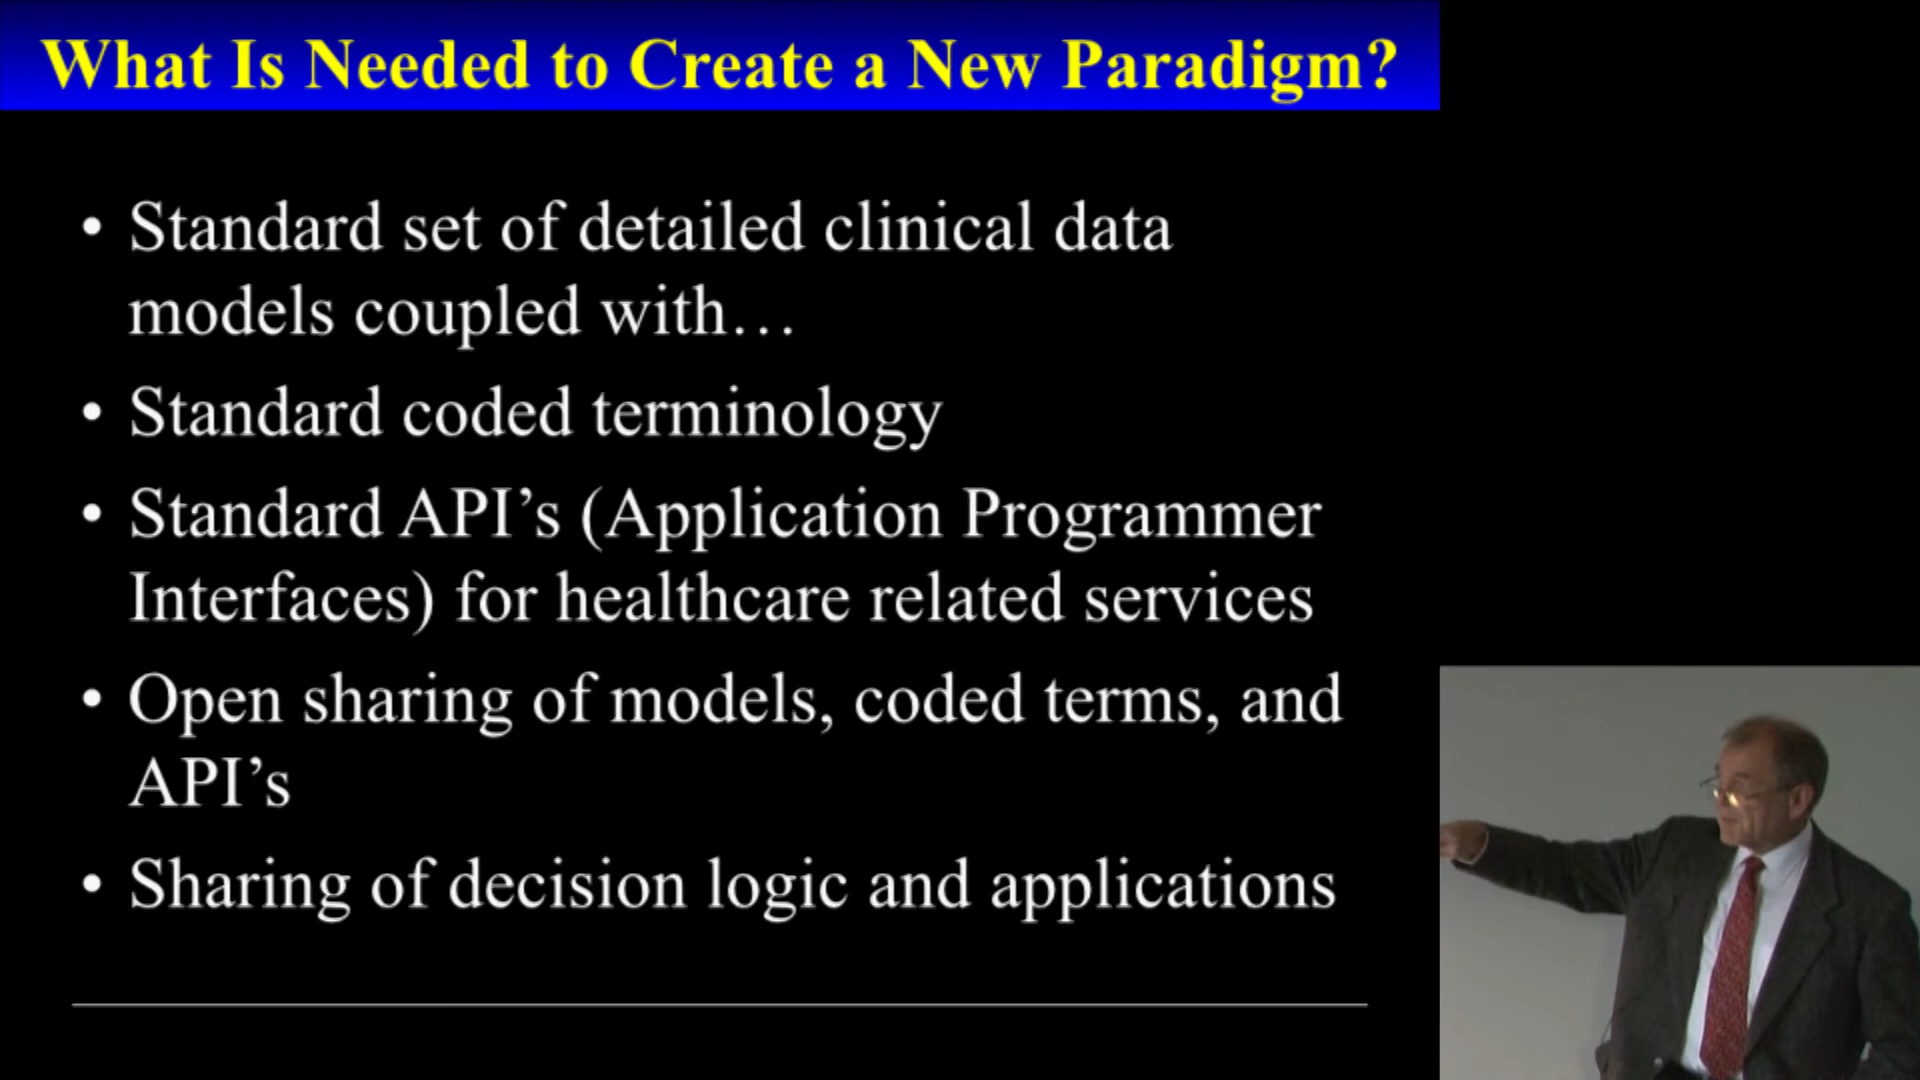 What Is Needed to Create a New Paradigm?
• Standard set of detailed clinical data
models coupled with…
• Standard coded terminology
• Standard API’s (Application Programmer
Interfaces) for healthcare related services
• Open sharing of models, coded terms, and
API’s
• Sharing of decision logic and applications